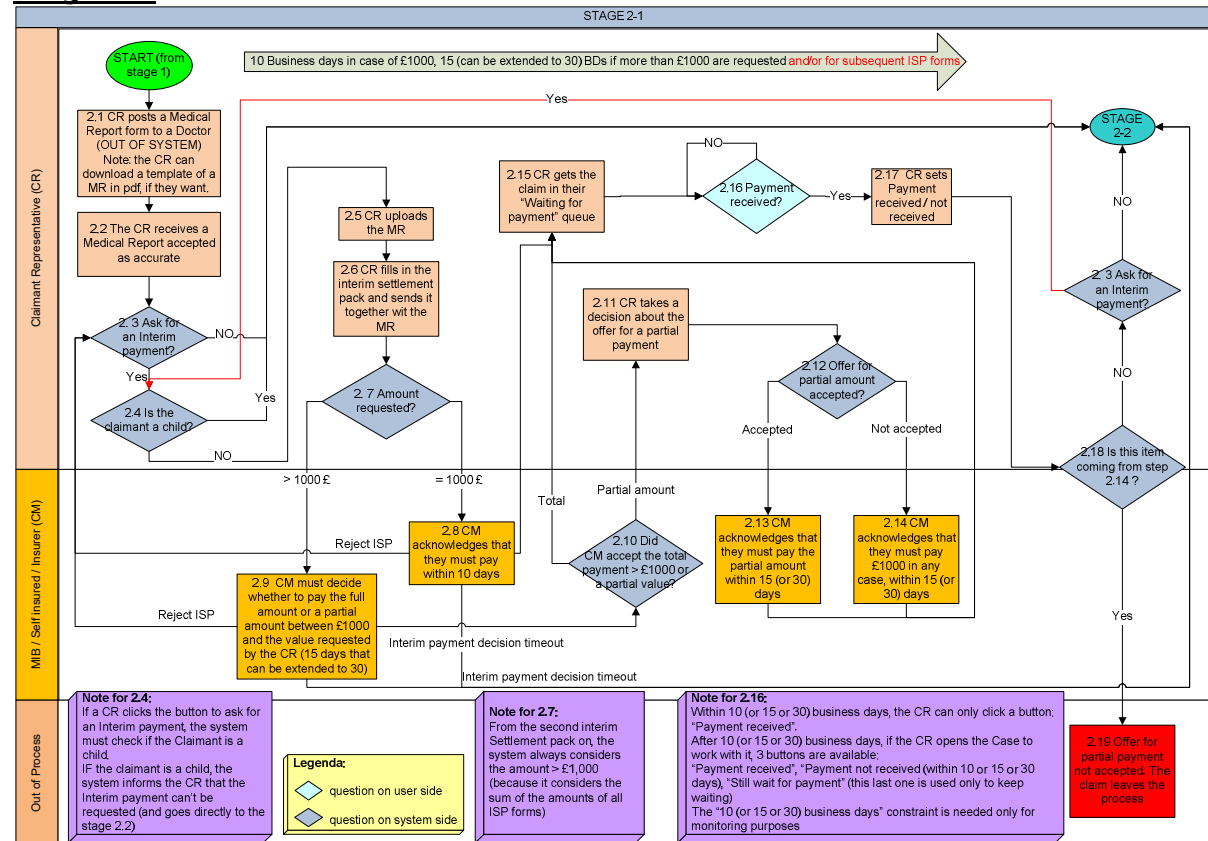 STAGE 2-1
Claimant Representative (CR)
MIB / Self insured / Insurer (CM)
Out of Process
START (from
stage 1)
10 Business days in case of £1000, 15 (can be extended to 30) BDs if more than £1000 are requested and/or for subsequent ISP forms
Yes
2.1 CR posts a Medical
Report form to a Doctor
(OUT OF SYSTEM)
Note: the CR can
download a template of a
MR in pdf, if they want.
2.2 The CR receives a
Medical Report accepted
as accurate
2. 3 Ask for
an Interim
payment?
NO
Yes
2.4 Is the
claimant a child?
Yes
NO
2.5 CR uploads
the MR
2.6 CR fills in the
interim settlement
pack and sends it
together wit the
MR
2. 7 Amount
requested?
> 1000 £
= 1000 £
2.15 CR gets the
claim in their
"Waiting for
payment" queue
NO
2.16 Payment
received?
Yes
2.17 CR sets
Payment
received / not
received
STAGE
2-2
NO
2. 3 Ask for
an Interim
payment?
NO
2.11 CR takes a
decision about the
offer for a partial
payment
2.12 Offer for
partial amount
accepted?
Accepted
Not accepted
2.18 Is this item
coming from step
2.14 ?
Total
Partial amount
Reject ISP
2.8 CM
acknowledges that
they must pay
within 10 days
2.10 Did
CM accept the total
payment > £1000 or
a partial value?
2.13 CM
acknowledges that
they must pay the
partial amount
within 15 (or 30)
days
2.14 CM
acknowledges that
they must pay
£1000 in any
case, within 15 (or
30) days
Reject ISP
2.9 CM must decide
whether to pay the full
amount or a partial
amount between £1000
and the value requested
by the CR (15 days that
can be extended to 30)
Interim payment decision timeout
Interim payment decision timeout
Yes
Note for 2.4:
If a CR clicks the button to ask for
an Interim payment, the system
must check if the Claimant is a
child.
IF the claimant is a child, the
system informs the CR that the
Interim payment can't be
requested (and goes directly to the
stage 2.2)
Legenda:
question on user side
question on system side
Note for 2.7:
From the second interim
Settlement pack on, the
system always considers
the amount > £1,000
(because it considers the
sum of the amounts of all
ISP forms)
Note for 2.16:
Within 10 (or 15 or 30) business days, the CR can only click a button:
"Payment received".
After 10 (or 15 or 30) business days, if the CR opens the Case to
work with it, 3 buttons are available:
"Payment received", "Payment not received (within 10 or 15 or 30
days), "Still wait for payment" (this last one is used only to keep
waiting)
The "10 (or 15 or 30) business days" constraint is needed only for
monitoring purposes
2.19 Offer for
partial payment
not accepted. The
claim leaves the
process